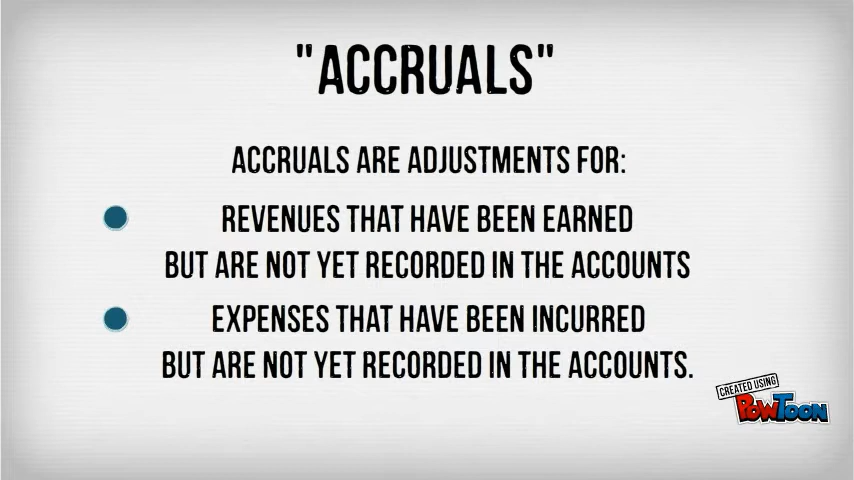 "ACCRUALS"
ACCRUALS ARE ADJUSTMENTS FOR:
REVENUES THAT HAVE BEEN EARNED
BUT ARE NOT YET RECORDED IN THE ACCOUNTS
EXPENSES THAT HAVE BEEN INCURRED
BUT ARE NOT YET RECORDED IN THE ACCOUNTS.
CREATED USING
POWTOON